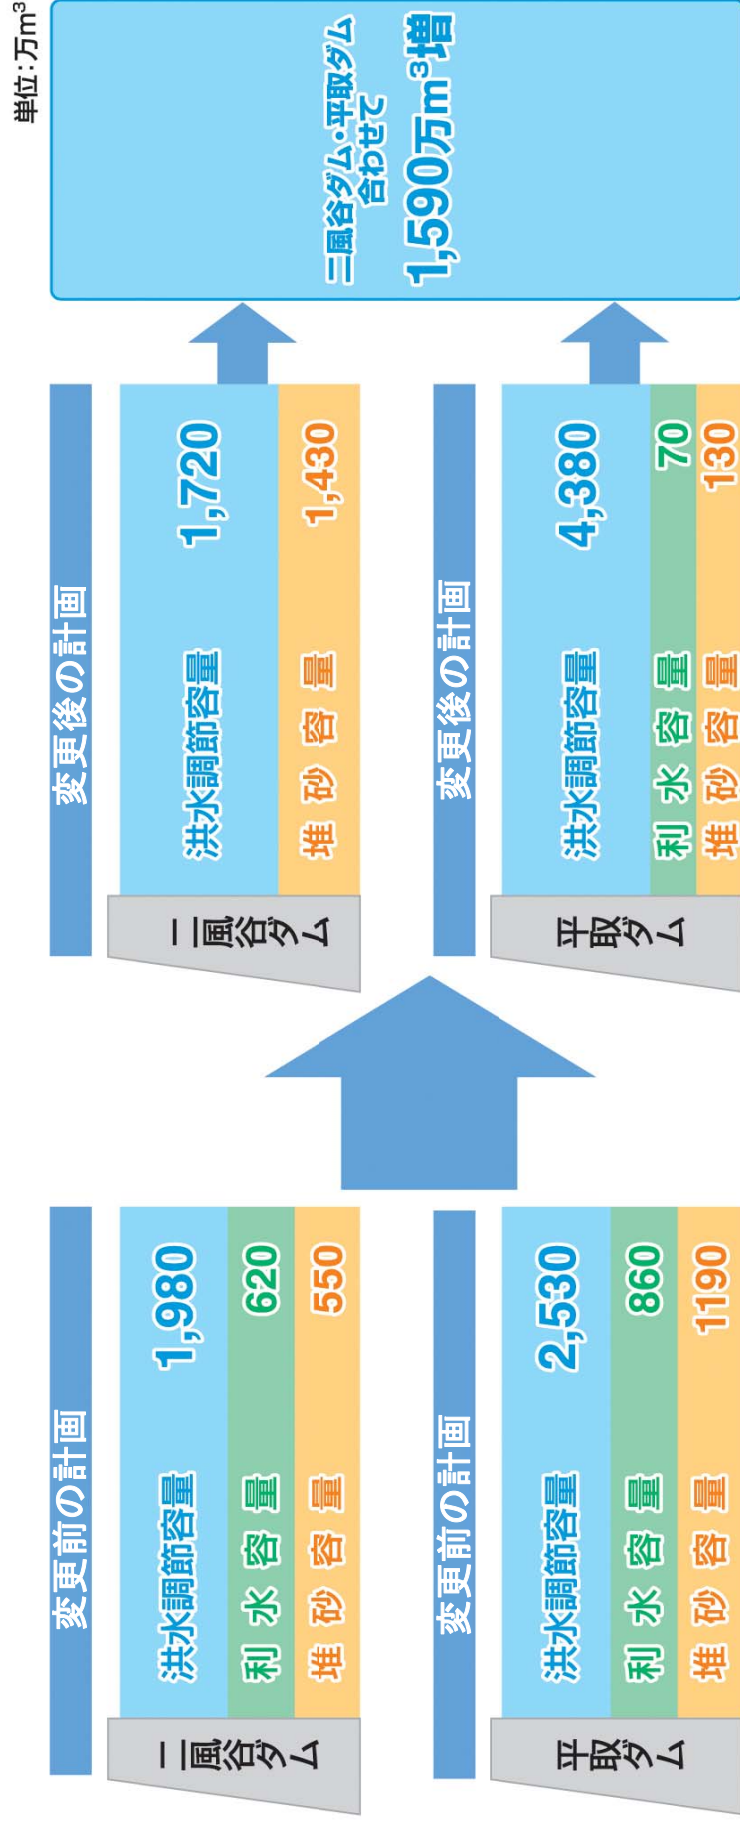 単位：万m³
変更前の計画
二風谷ダム
洪水調節容量 1,980
利水容量 620
堆砂容量 550
変更後の計画
二風谷ダム
洪水調節容量 1,720
堆砂容量 1,430
変更前の計画
平取ダム
洪水調節容量 2,530
利水容量 860
堆砂容量 1190
変更後の計画
平取ダム
洪水調節容量 4,380
利水容量 70
堆砂容量 130
二風谷ダム・平取ダム
合わせて
1,590万m³増